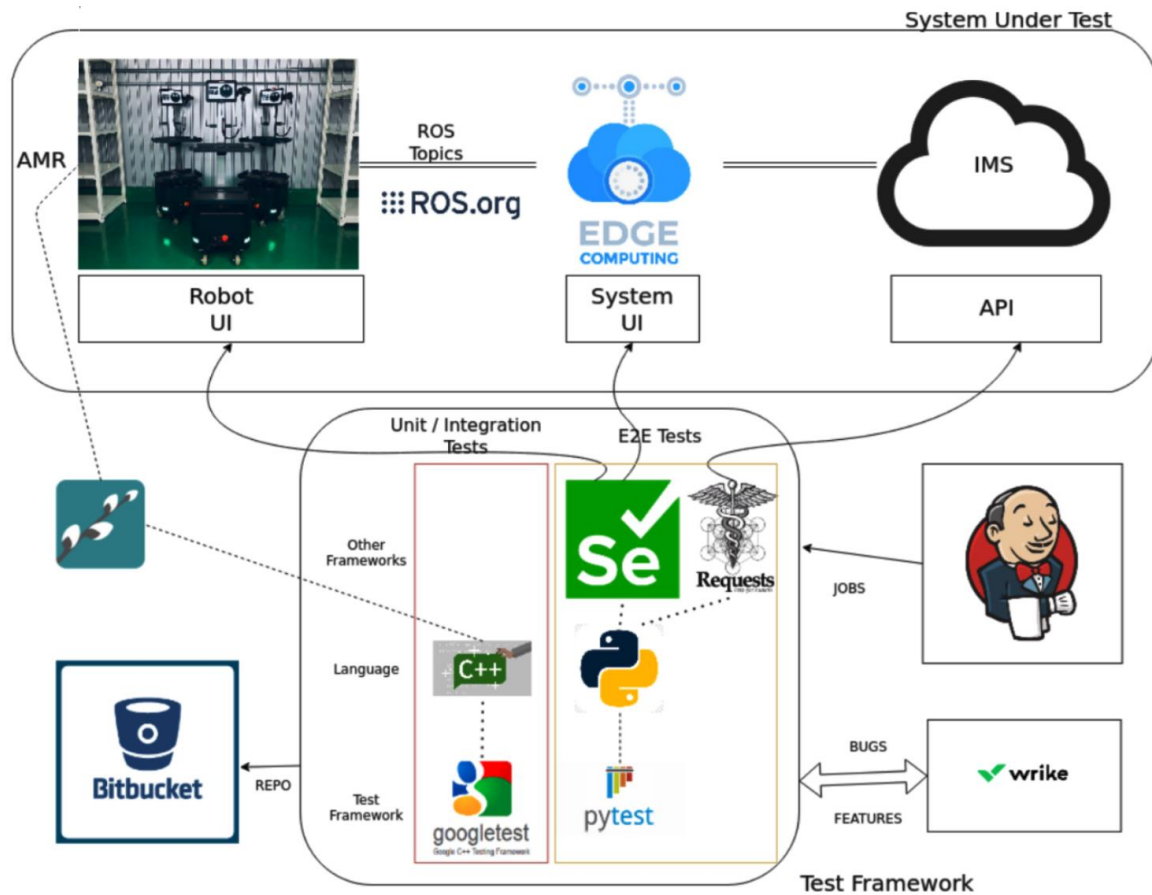 System Under Test
AMR
ROS
Topics
ROS.org
EDGE
COMPUTING
IMS
Robot
UI
System
UI
API
Unit / Integration
Tests
E2E Tests
Other
Frameworks
Se
Requests
JOBS
Language
C++
Bitbucket
REPO
Test
Framework
googletest
Google C++ Testing Framework
pytest
BUGS
FEATURES
wrike
Test Framework